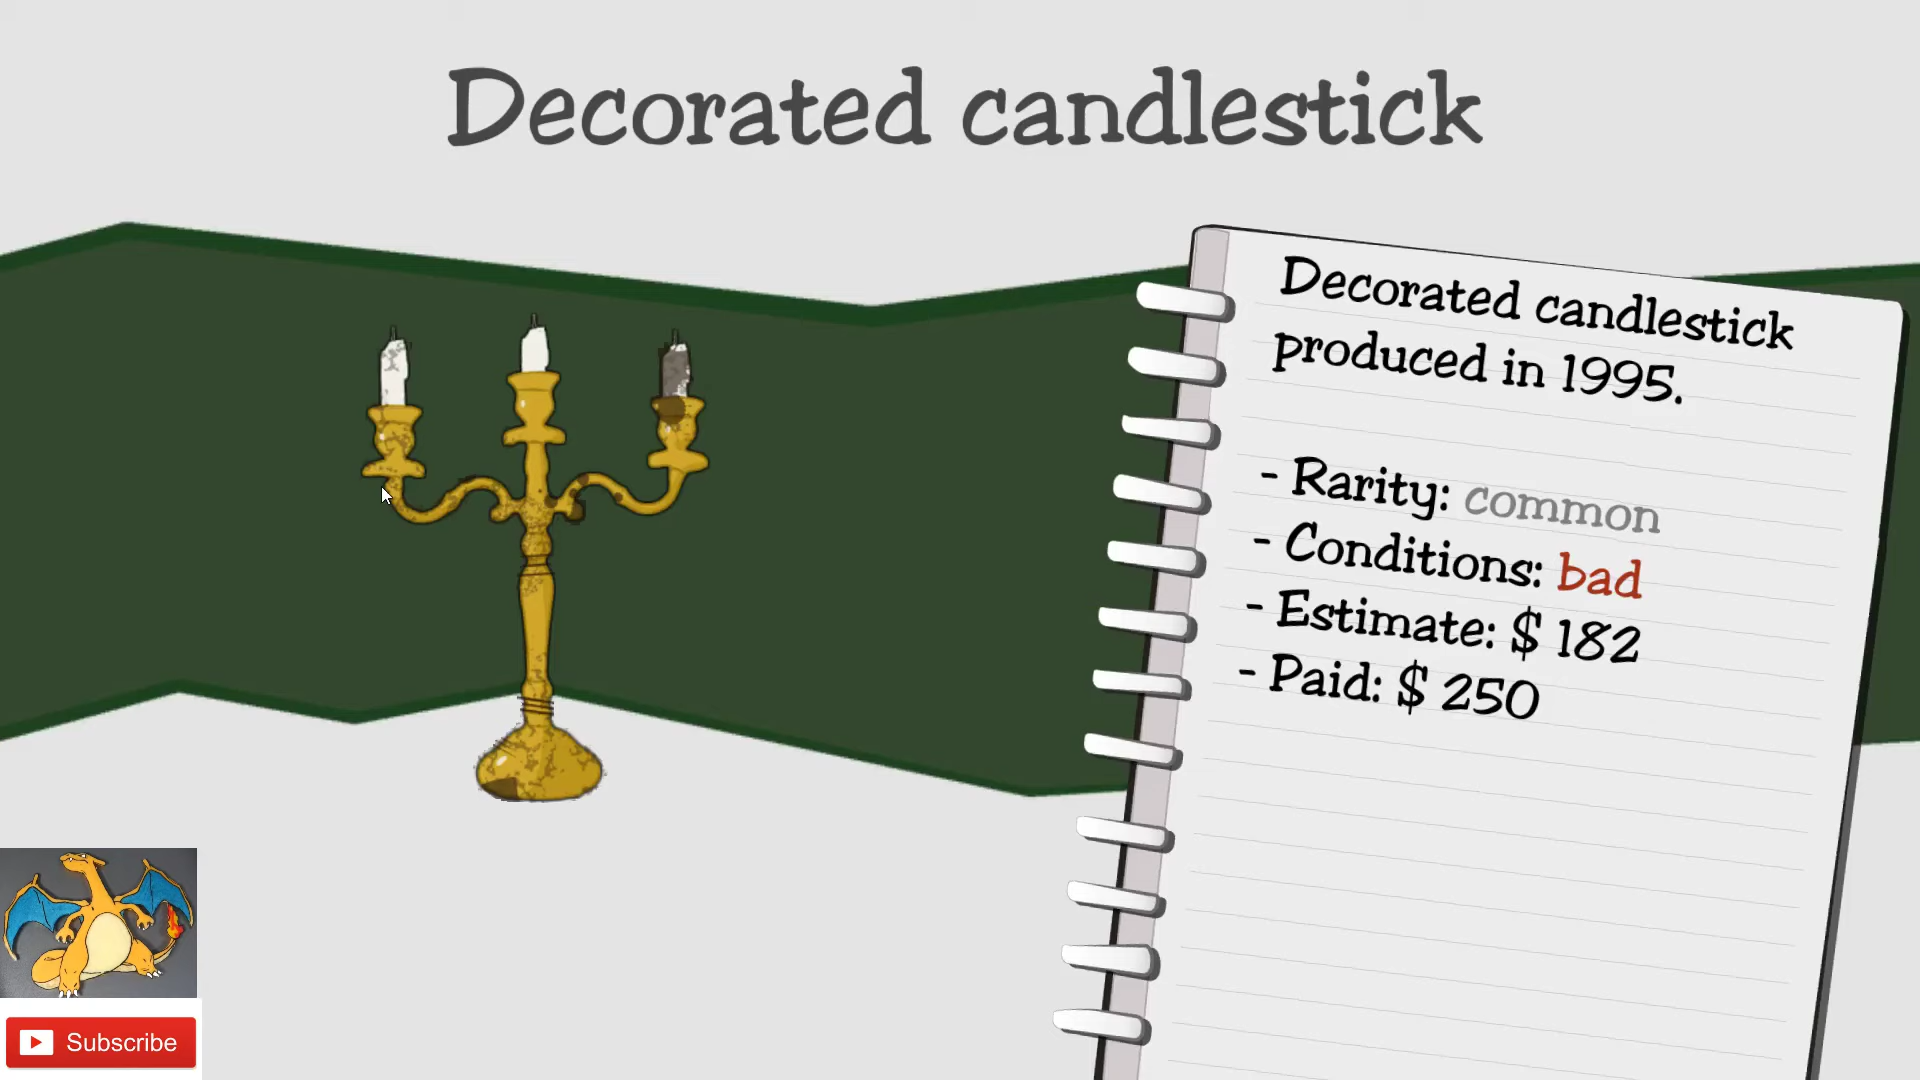 Decorated candlestick
Decorated candlestick
produced in 1995.
- Rarity: common
- Conditions: bad
- Estimate: $ 182
- Paid: $ 250
Subscribe